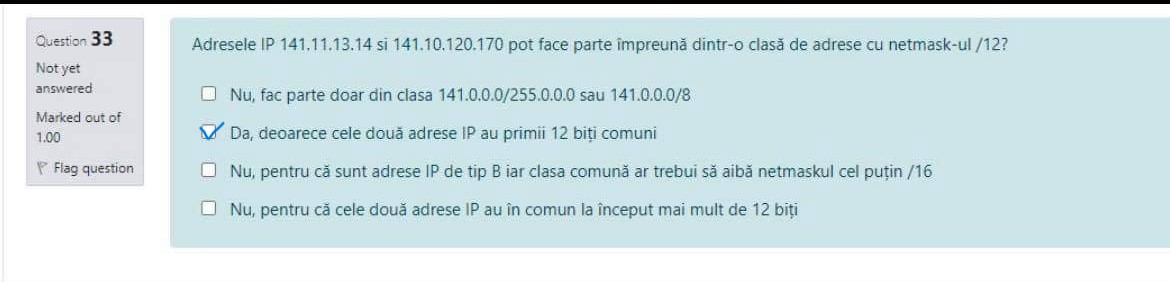 Question 33
Not yet
answered
Marked out of
1.00
Flag question
Adresele IP 141.11.13.14 si 141.10.120.170 pot face parte împreună dintr-o clasă de adrese cu netmask-ul /12?
Nu, fac parte doar din clasa 141.0.0.0/255.0.0.0 sau 141.0.0.0/8
Da, deoarece cele două adrese IP au primii 12 biți comuni
Nu, pentru că sunt adrese IP de tip B iar clasa comună ar trebui să aibă netmaskul cel puțin /16
Nu, pentru că cele două adrese IP au în comun la început mai mult de 12 biți